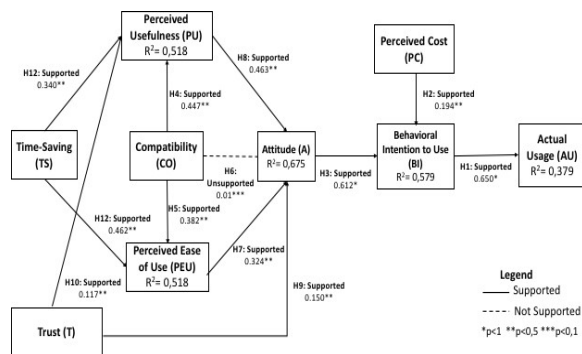 Perceived
Usefulness (PU)
R²= 0,518
Perceived Cost
(PC)
H12: Supported
0.340**
H8: Supported
0.463**
H4: Supported
0.447**
H2: Supported
0.194**
Time-Saving
(TS)
Compatibility
(CO)
Attitude (A)
R²= 0,675
Behavioral
Intention to Use
(BI)
R²= 0,579
Actual
Usage (AU)
R²= 0,379
H6:
Unsupported
0.01***
H3: Supported
0.612*
H1: Supported
0.650*
H5: Supported
0.382**
H12: Supported
0.462**
H7: Supported
0.324**
Perceived Ease
of Use (PEU)
R²= 0,518
H10: Supported
0.117**
H9: Supported
0.150**
Trust (T)
Legend
Supported
Not Supported
*p<1 **p<0,5 ***p<0,1